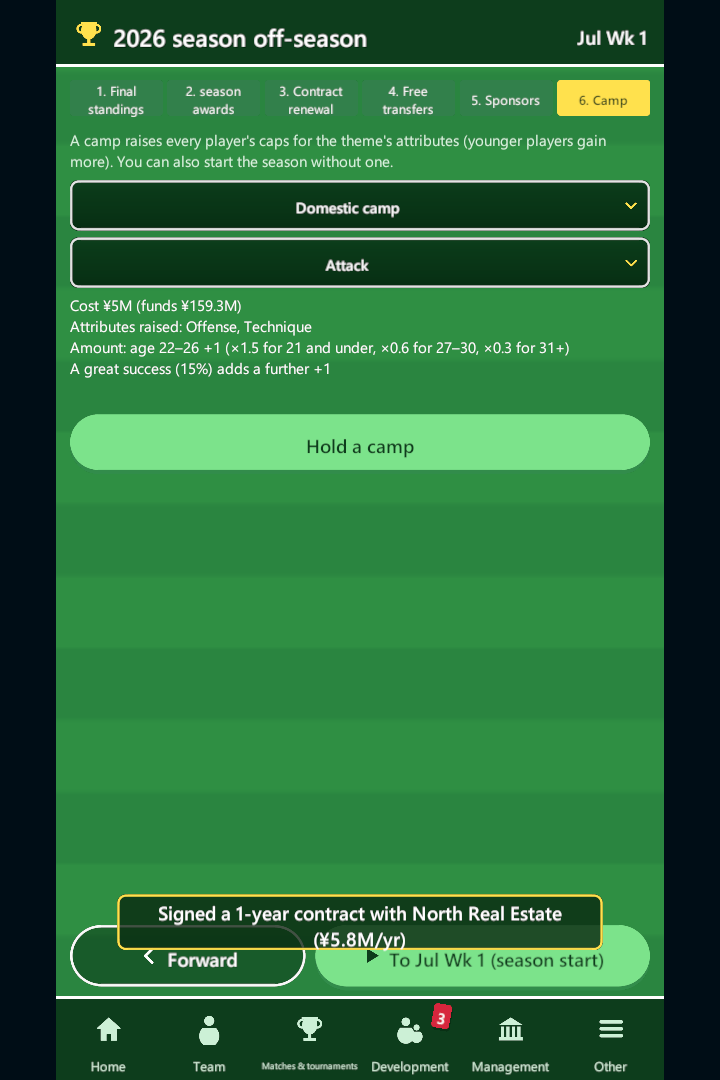 2026 season off-season
Jul Wk 1
1. Final
standings
2. season
awards
3. Contract
renewal
4. Free
transfers
5. Sponsors
6. Camp
A camp raises every player's caps for the theme's attributes (younger players gain
more). You can also start the season without one.
Domestic camp
Attack
Cost ¥5M (funds ¥159.3M)
Attributes raised: Offense, Technique
Amount: age 22–26 +1 (×1.5 for 21 and under, ×0.6 for 27–30, ×0.3 for 31+)
A great success (15%) adds a further +1
Hold a camp
Signed a 1-year contract with North Real Estate
(¥5.8M/yr)
Forward
To Jul Wk 1 (season start)
3
Home
Team
Matches & tournaments
Development
Management
Other